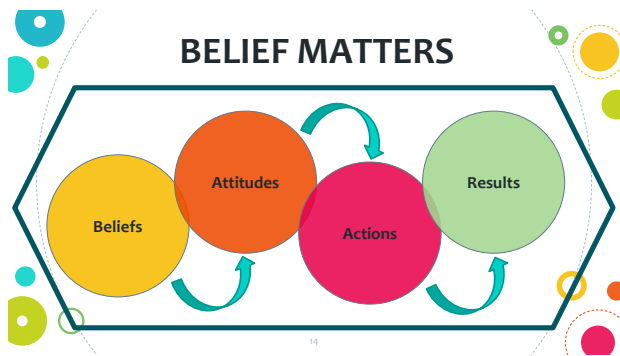 BELIEF MATTERS
Beliefs
Attitudes
Actions
Results
14